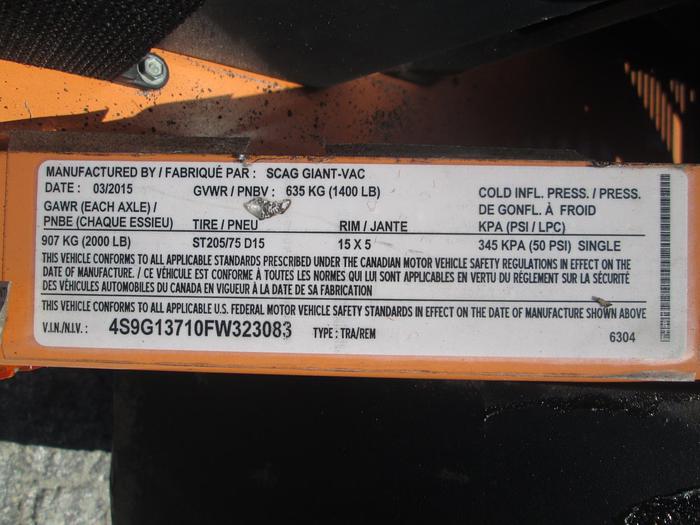 MANUFACTURED BY / FABRIQUÉ PAR : SCAG GIANT-VAC
DATE : 03/2015 GVWR / PNBV : 635 KG (1400 LB)
GAWR (EACH AXLE) / PNBE (CHAQUE ESSIEU) TIRE / PNEU RIM / JANTE COLD INFL. PRESS. / PRESS. DE GONFL. À FROID KPA (PSI / LPC)
907 KG (2000 LB) ST205/75 D15 15 X 5 345 KPA (50 PSI) SINGLE
THIS VEHICLE CONFORMS TO ALL APPLICABLE STANDARDS PRESCRIBED UNDER THE CANADIAN MOTOR VEHICLE SAFETY REGULATIONS IN EFFECT ON THE
DATE OF MANUFACTURE. / CE VÉHICULE EST CONFORME À TOUTES LES NORMES QUI LUI SONT APPLICABLES EN VERTU DU RÉGLEMENT SUR LA SÉCURITÉ
DES VÉHICULES AUTOMOBILES DU CANADA EN VIGUEUR À LA DATE DE SA FABRICATION
THIS VEHICLE CONFORMS TO ALL APPLICABLE U.S. FEDERAL MOTOR VEHICLE SAFETY STANDARDS IN EFFECT ON THE DATE OF MANUFACTURE SHOWN ABOVE
V.I.N./N.I.V. : 4S9G13710FW323083 TYPE : TRA/REM 6304